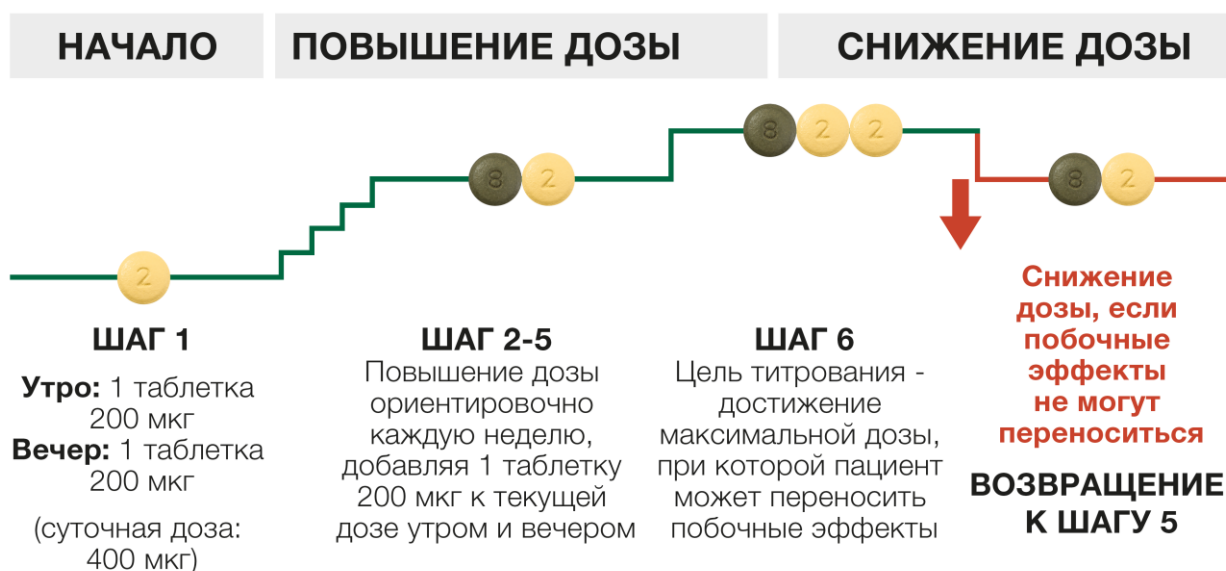 НАЧАЛО
ПОВЫШЕНИЕ ДОЗЫ
СНИЖЕНИЕ ДОЗЫ
2
8 2
8 2 2
8 2
ШАГ 1
Утро: 1 таблетка
200 мкг
Вечер: 1 таблетка
200 мкг
(суточная доза:
400 мкг)
ШАГ 2-5
Повышение дозы
ориентировочно
каждую неделю,
добавляя 1 таблетку
200 мкг к текущей
дозе утром и вечером
ШАГ 6
Цель титрования -
достижение
максимальной дозы,
при которой пациент
может переносить
побочные эффекты
Снижение
дозы, если
побочные
эффекты
не могут
переноситься
ВОЗВРАЩЕНИЕ
К ШАГУ 5